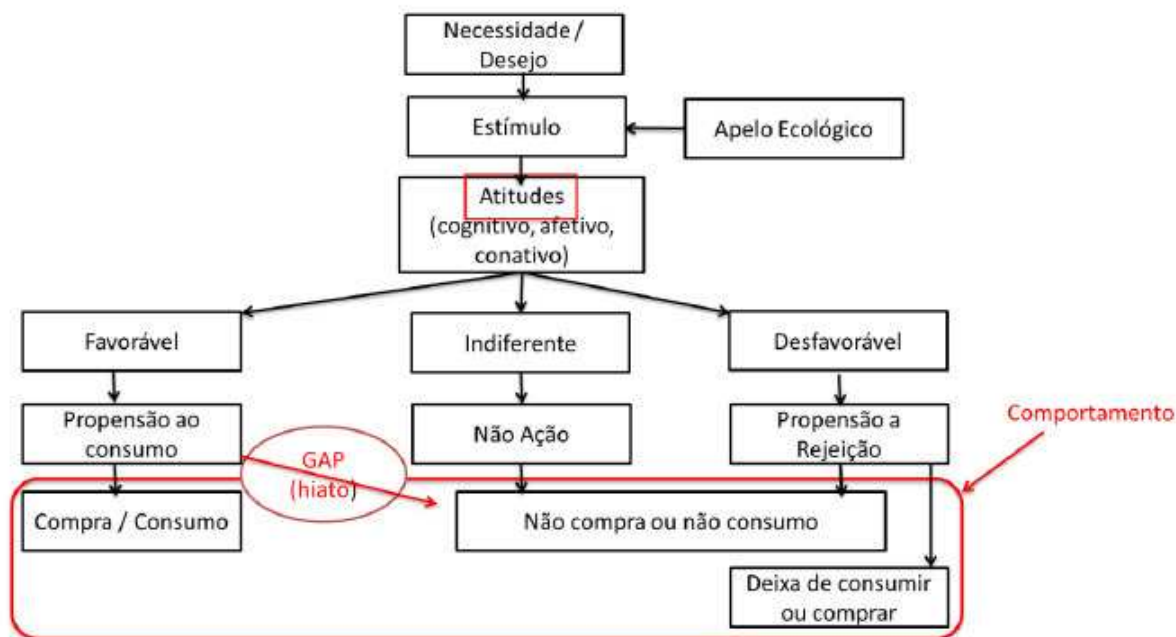 Necessidade /
Desejo
Estímulo
Apelo Ecológico
Atitudes
(cognitivo, afetivo,
conativo)
Favorável
Indiferente
Desfavorável
Propensão ao
consumo
Não Ação
Propensão a
Rejeição
Comportamento
GAP
(hiato)
Compra / Consumo
Não compra ou não consumo
Deixa de consumir
ou comprar